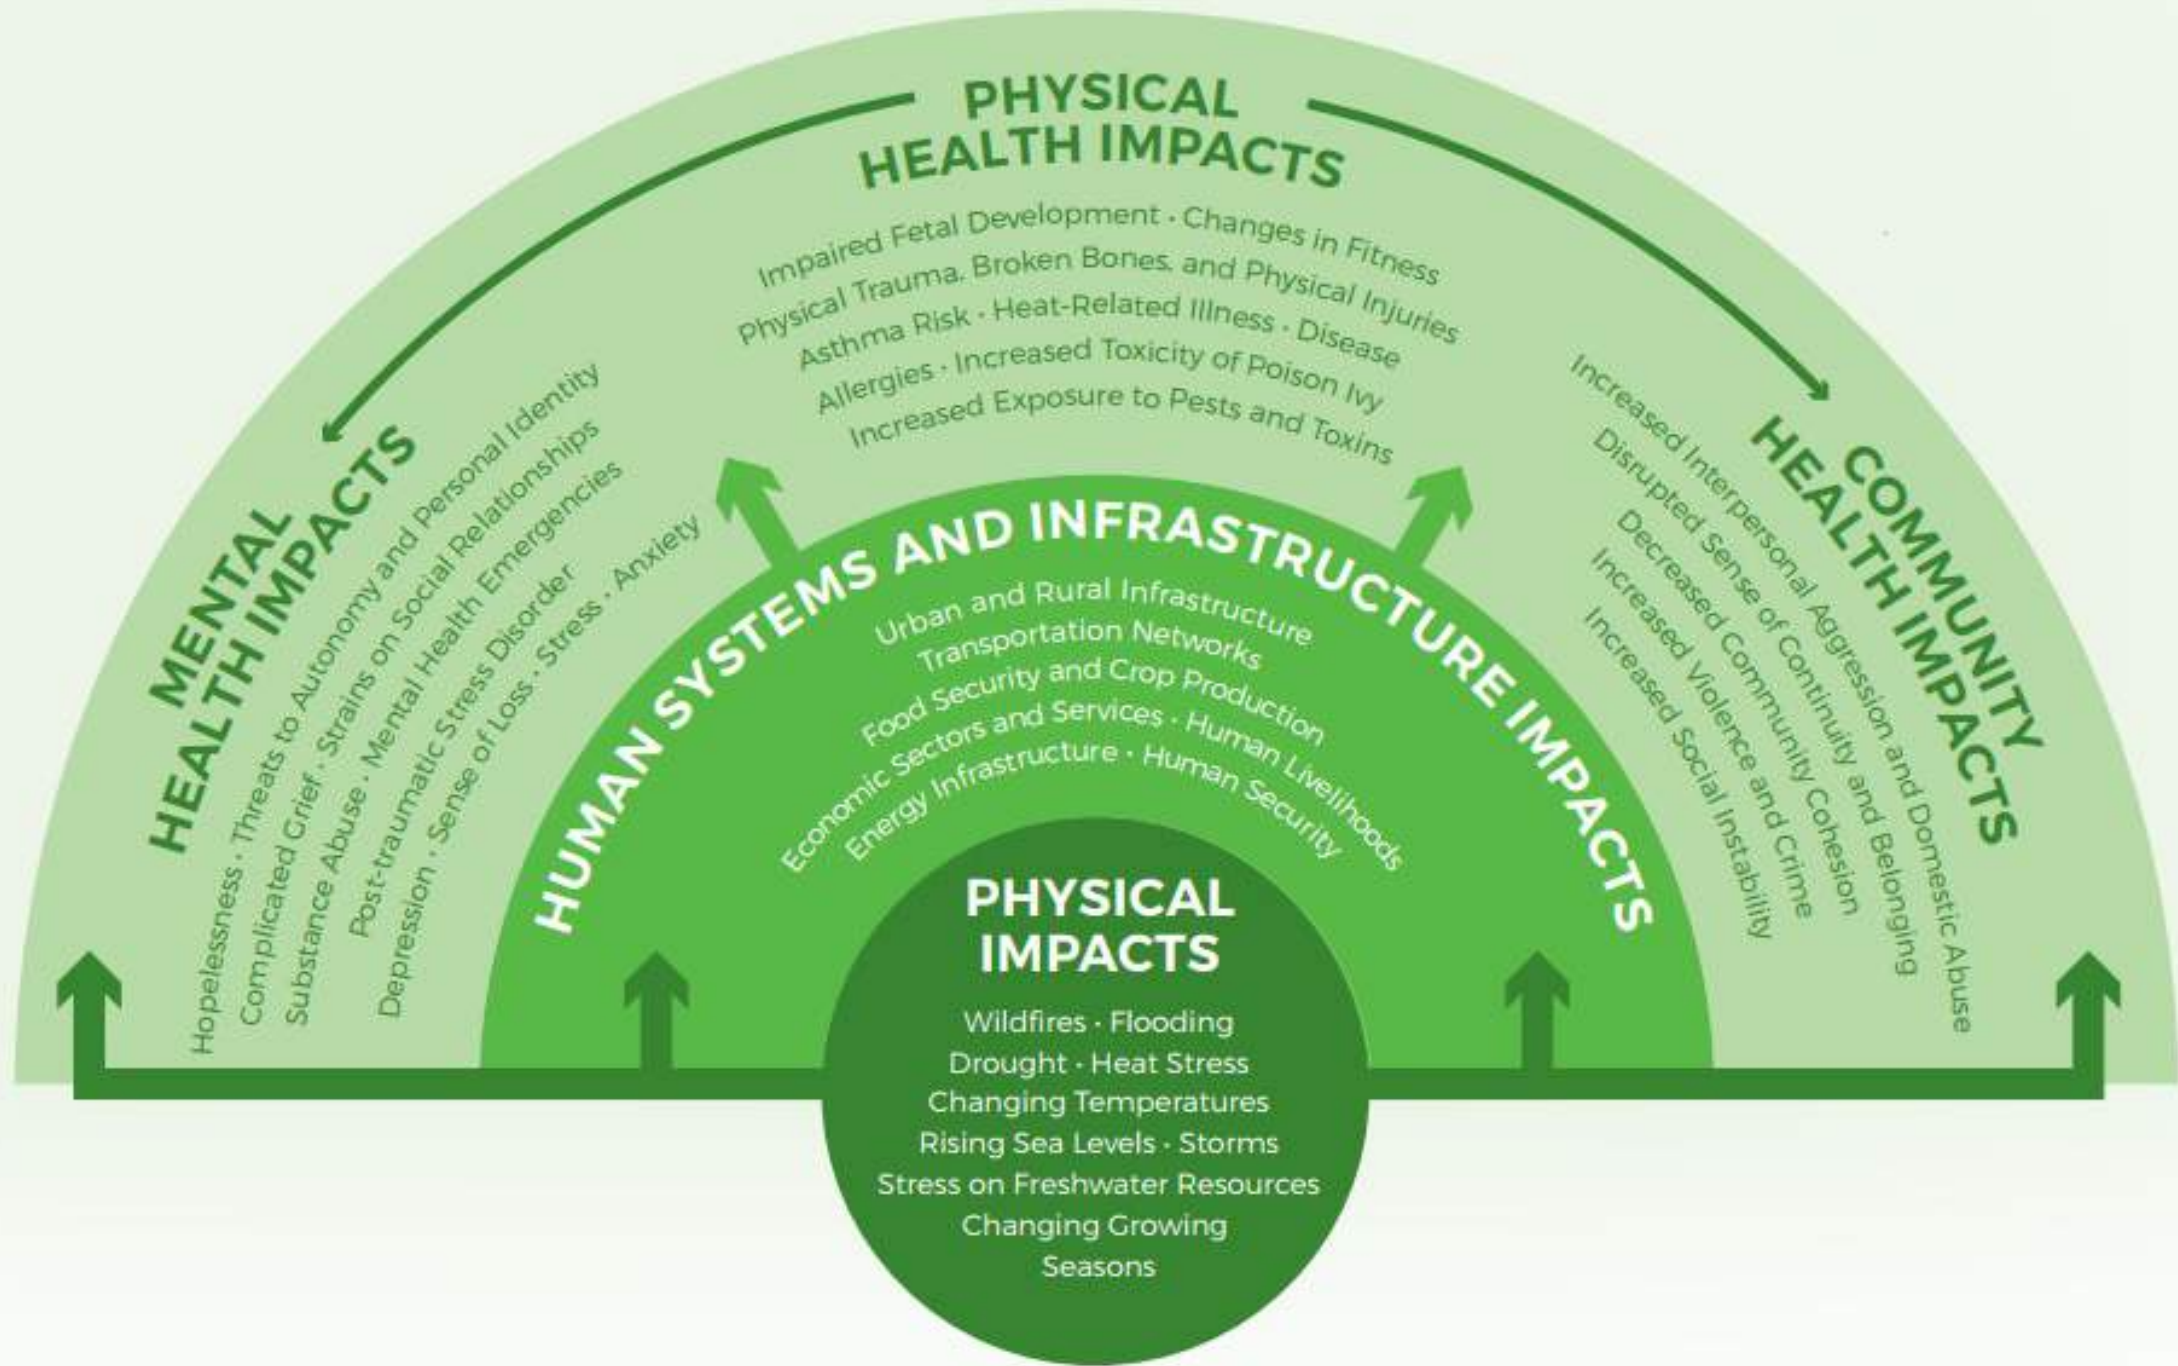 PHYSICAL
HEALTH IMPACTS
Impaired Fetal Development · Changes in Fitness
Physical Trauma, Broken Bones, and Physical Injuries
Asthma Risk · Heat-Related Illness · Disease
Allergies · Increased Toxicity of Poison Ivy
Increased Exposure to Pests and Toxins
MENTAL
HEALTH IMPACTS
Hopelessness · Threats to Autonomy and Personal Identity
Complicated Grief · Strains on Social Relationships
Substance Abuse · Mental Health Emergencies
Post-traumatic Stress Disorder
Depression · Sense of Loss · Stress · Anxiety
COMMUNITY
HEALTH IMPACTS
Increased Interpersonal Aggression and Domestic Abuse
Disrupted Sense of Continuity and Belonging
Decreased Community Cohesion
Increased Violence and Crime
Increased Social Instability
HUMAN SYSTEMS AND INFRASTRUCTURE IMPACTS
Urban and Rural Infrastructure
Transportation Networks
Food Security and Crop Production
Economic Sectors and Services · Human Livelihoods
Energy Infrastructure · Human Security
PHYSICAL
IMPACTS
Wildfires · Flooding
Drought · Heat Stress
Changing Temperatures
Rising Sea Levels · Storms
Stress on Freshwater Resources
Changing Growing
Seasons